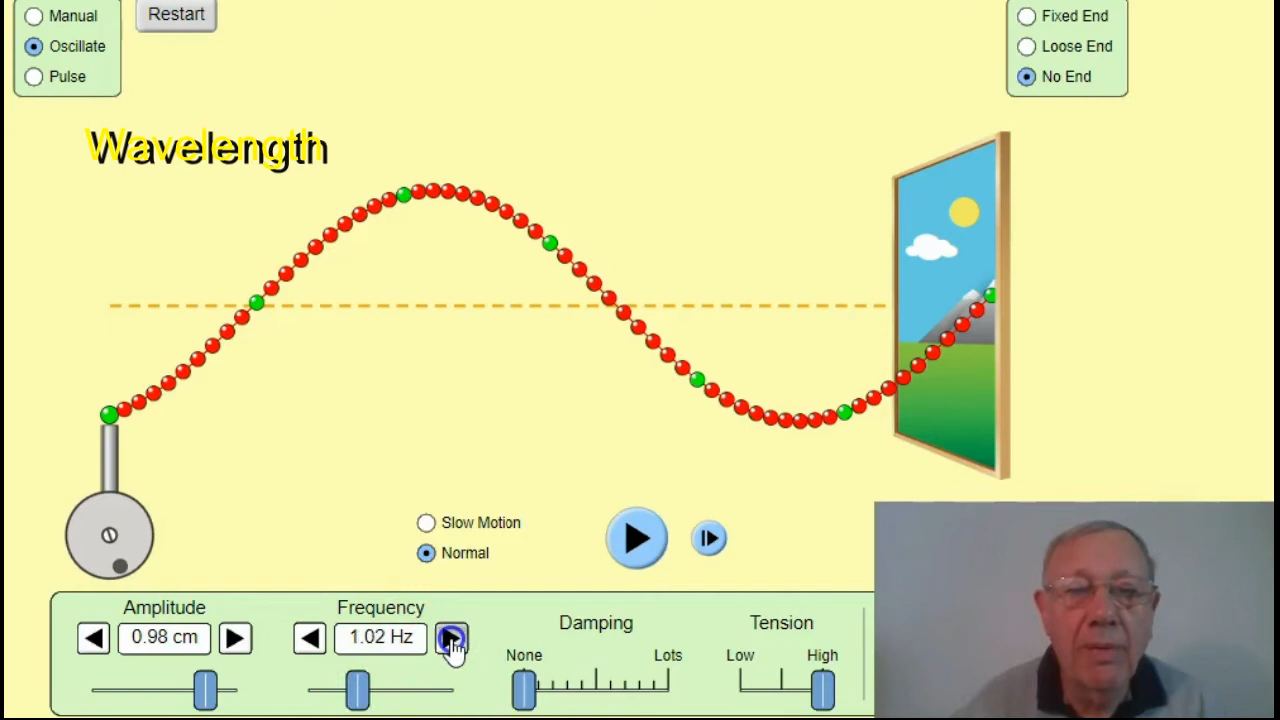 Manual
Oscillate
Pulse
Restart
Fixed End
Loose End
No End
Wavelength
Slow Motion
Normal
Amplitude
0.98 cm
Frequency
1.02 Hz
Damping
None
Lots
Tension
Low
High